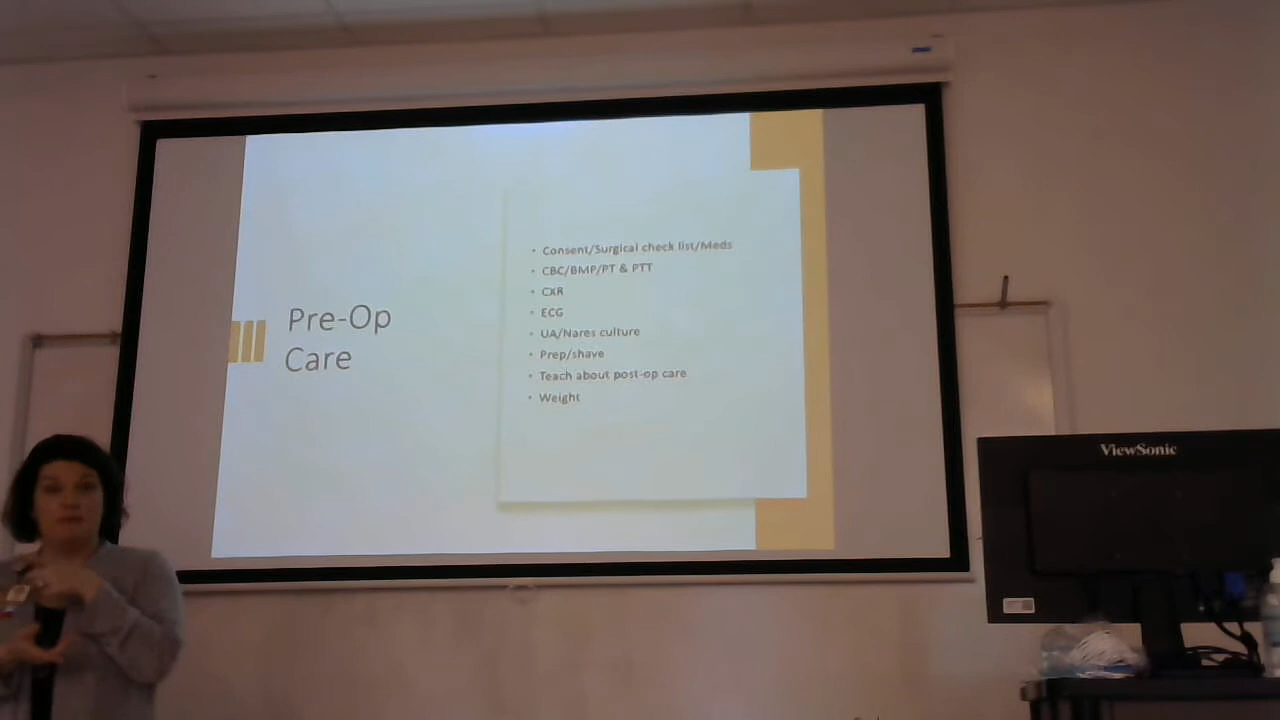 Pre-Op
Care
• Consent/Surgical check list/Meds
• CBC/BMP/PT & PTT
• CXR
• ECG
• UA/Nares culture
• Prep/shave
• Teach about post-op care
• Weight
ViewSonic